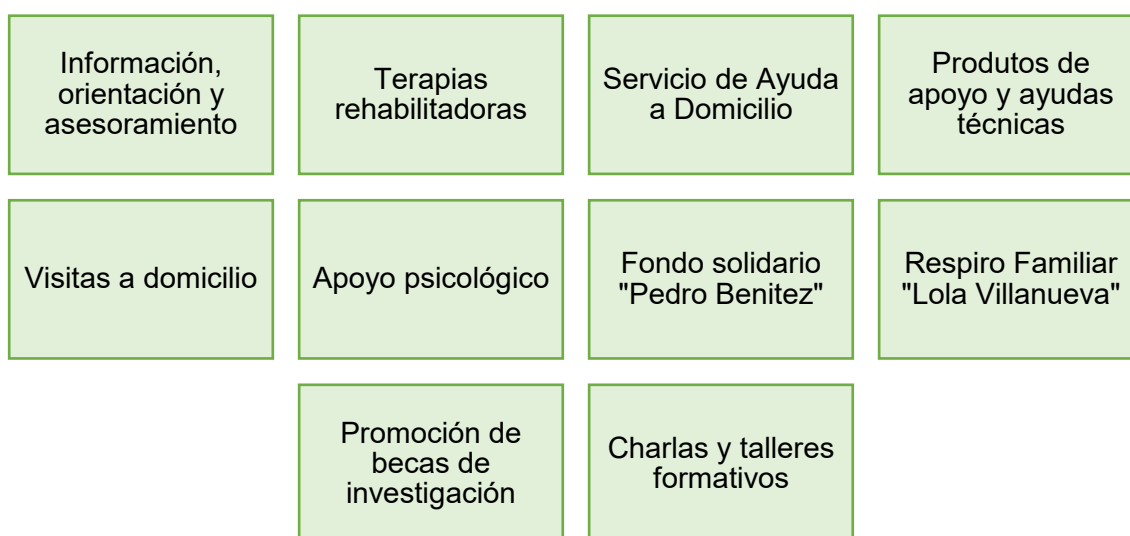 Información,
orientación y
asesoramiento
Terapias
rehabilitadoras
Servicio de Ayuda
a Domicilio
Produtos de
apoyo y ayudas
técnicas
Visitas a domicilio
Apoyo psicológico
Fondo solidario
"Pedro Benitez"
Respiro Familiar
"Lola Villanueva"
Promoción de
becas de
investigación
Charlas y talleres
formativos